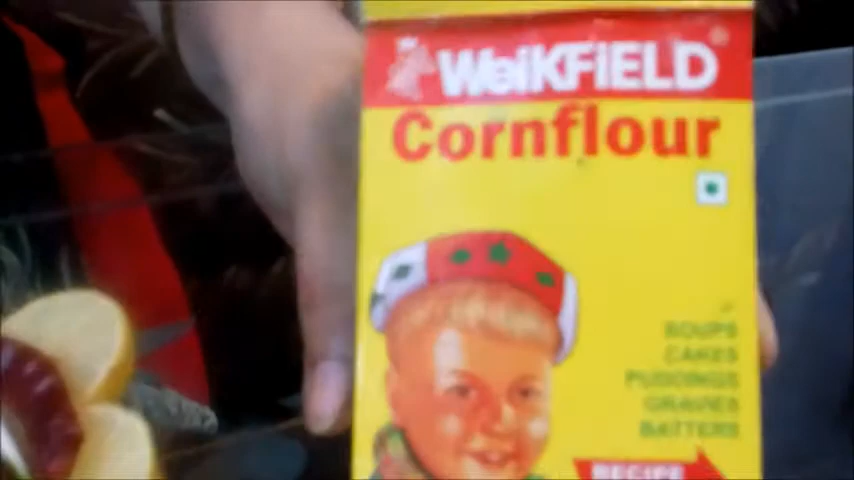 WeiKFiELD
Cornflour
SOUPS
CAKES
PUDDINGS
GRAVIES
BATTERS
RECIPE